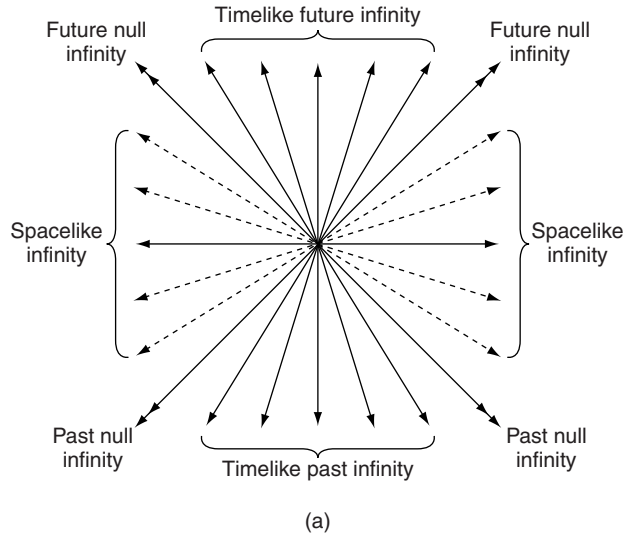 Timelike future infinity
Future null
infinity
Future null
infinity
Spacelike
infinity
Spacelike
infinity
Past null
infinity
Past null
infinity
Timelike past infinity
(a)